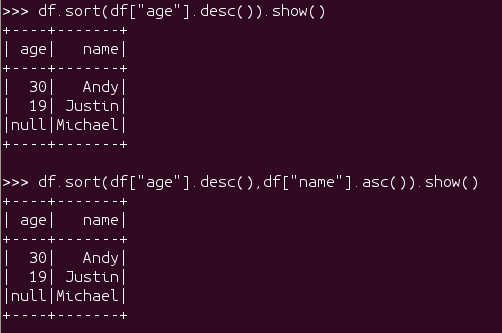 >>> df.sort(df["age"].desc()).show()
+----+-------+
| age|   name|
+----+-------+
|  30|   Andy|
|  19| Justin|
|null|Michael|
+----+-------+

>>> df.sort(df["age"].desc(),df["name"].asc()).show()
+----+-------+
| age|   name|
+----+-------+
|  30|   Andy|
|  19| Justin|
|null|Michael|
+----+-------+